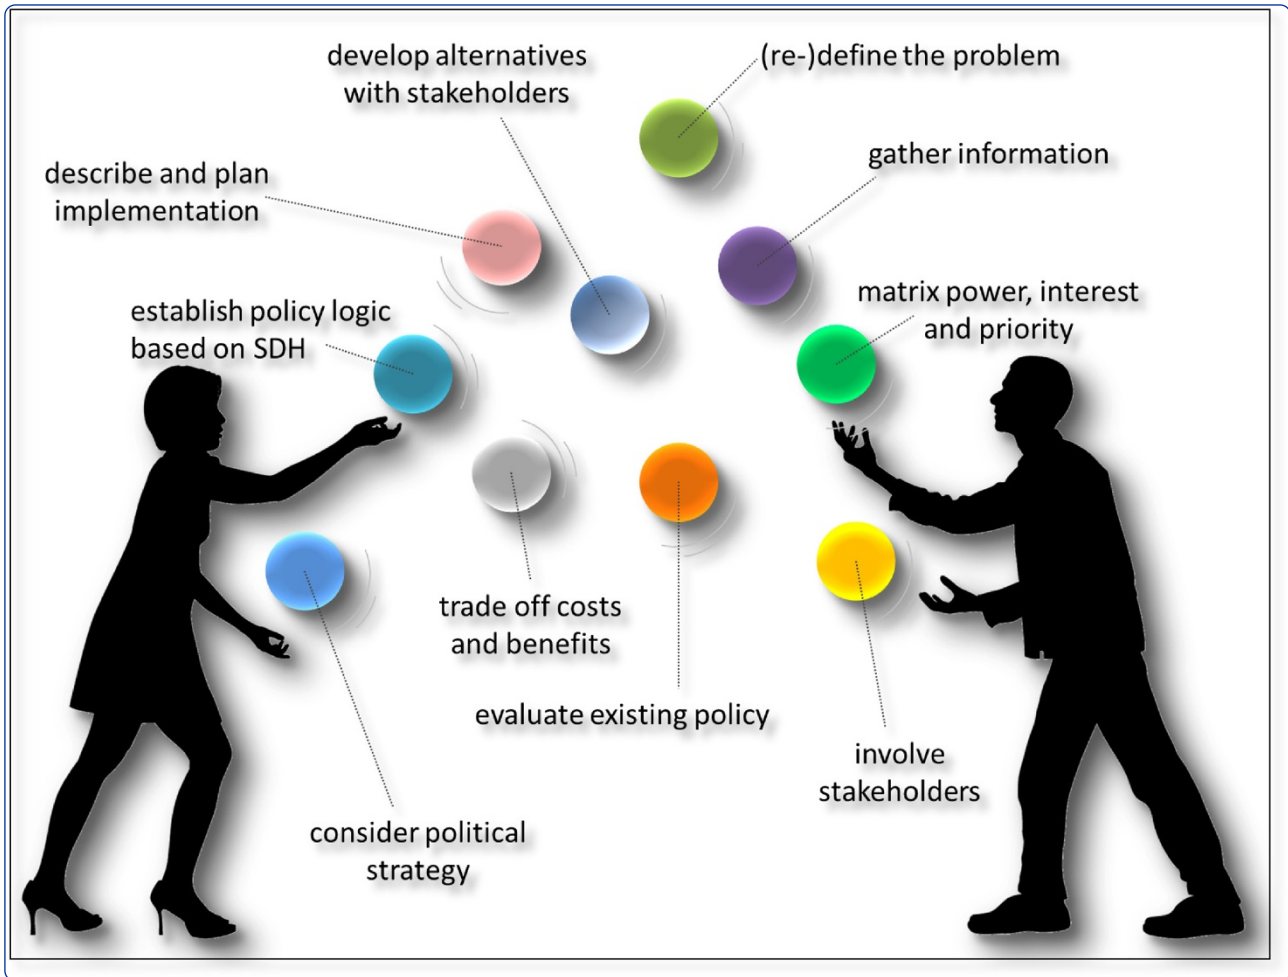 develop alternatives
with stakeholders
(re-)define the problem
gather information
describe and plan
implementation
matrix power, interest
and priority
establish policy logic
based on SDH
trade off costs
and benefits
evaluate existing policy
involve
stakeholders
consider political
strategy